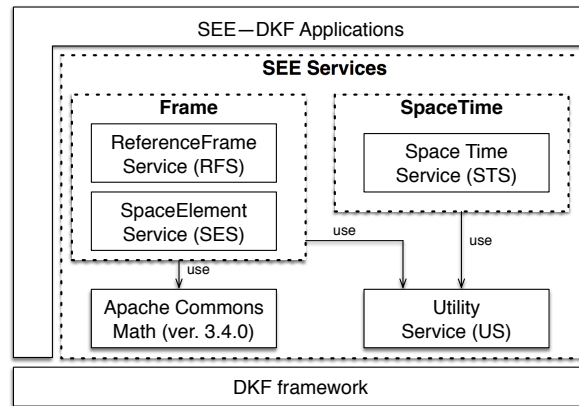 SEE—DKF Applications
SEE Services
Frame
ReferenceFrame
Service (RFS)
SpaceElement
Service (SES)
SpaceTime
Space Time
Service (STS)
use
use
use
Apache Commons
Math (ver. 3.4.0)
Utility
Service (US)
DKF framework